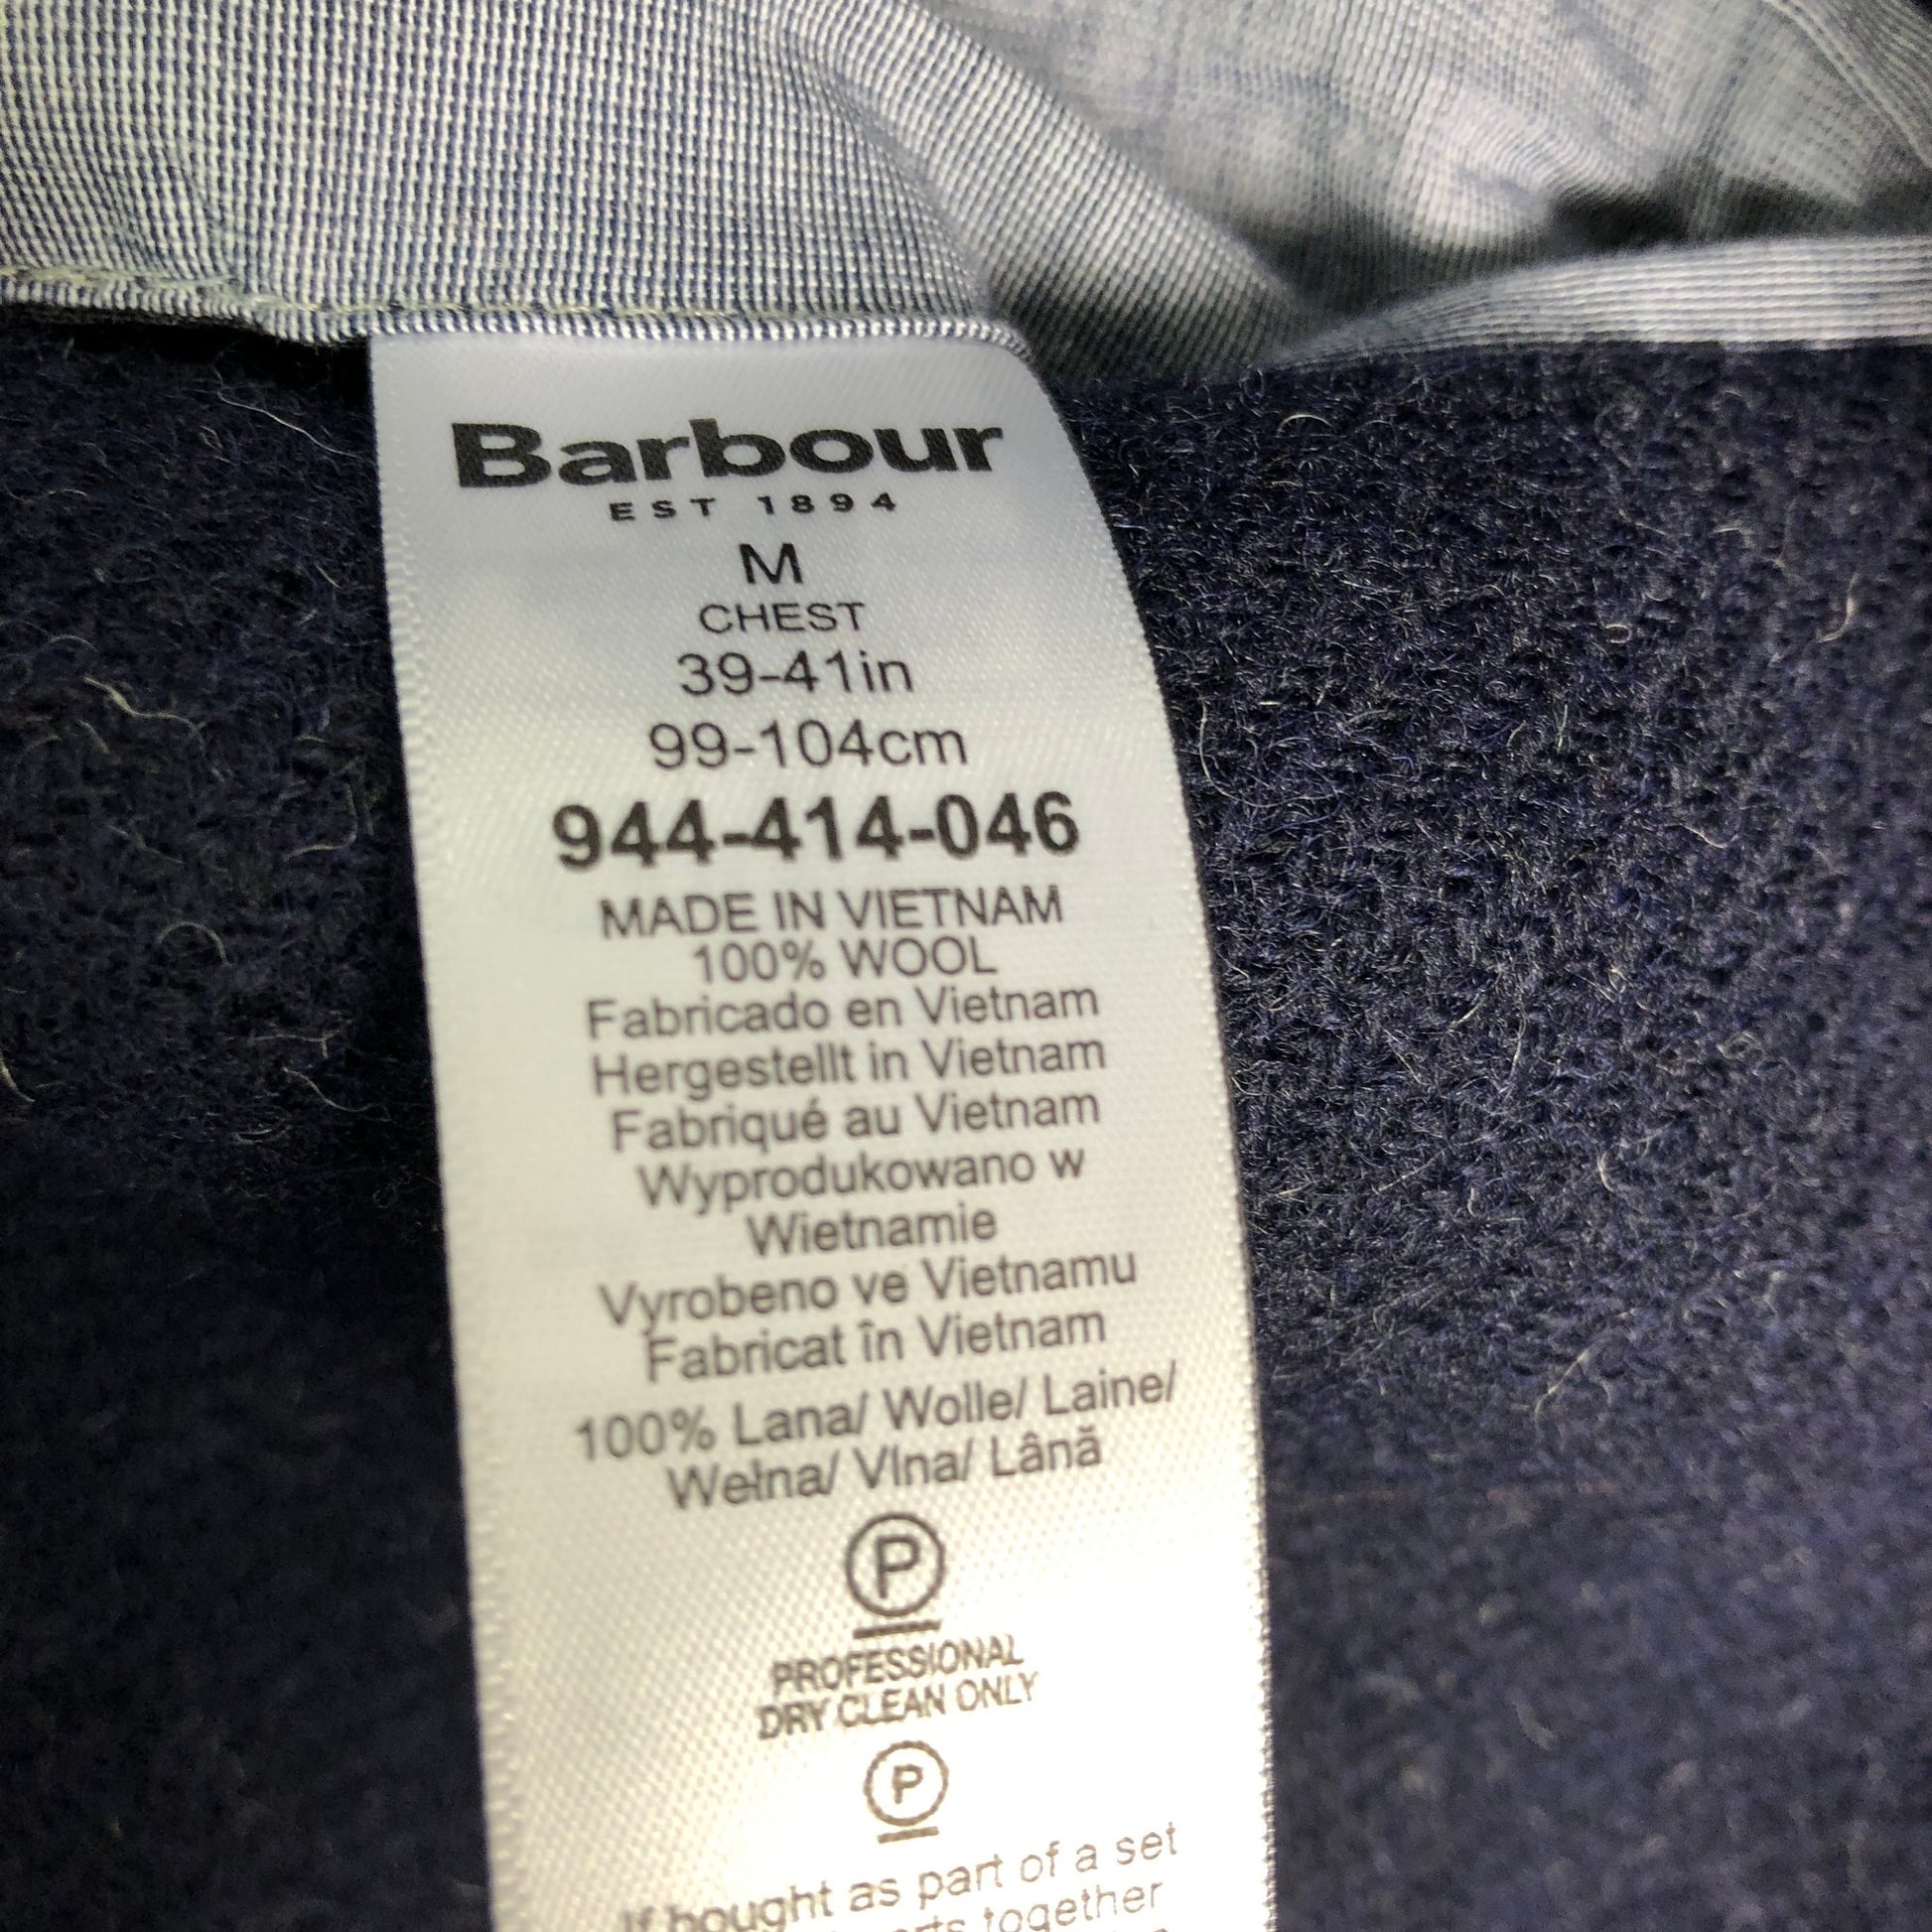 Barbour
EST 1894
M
CHEST
39-41in
99-104cm
944-414-046
MADE IN VIETNAM
100% WOOL
Fabricado en Vietnam
Hergestellt in Vietnam
Fabriqué au Vietnam
Wyprodukowano w
Wietnamie
Vyrobeno ve Vietnamu
Fabricat în Vietnam
100% Lana/ Wolle/ Laine/
Wełna/ Vlna/ Lână
P
PROFESSIONAL
DRY CLEAN ONLY
P
If bought as part of a set
together